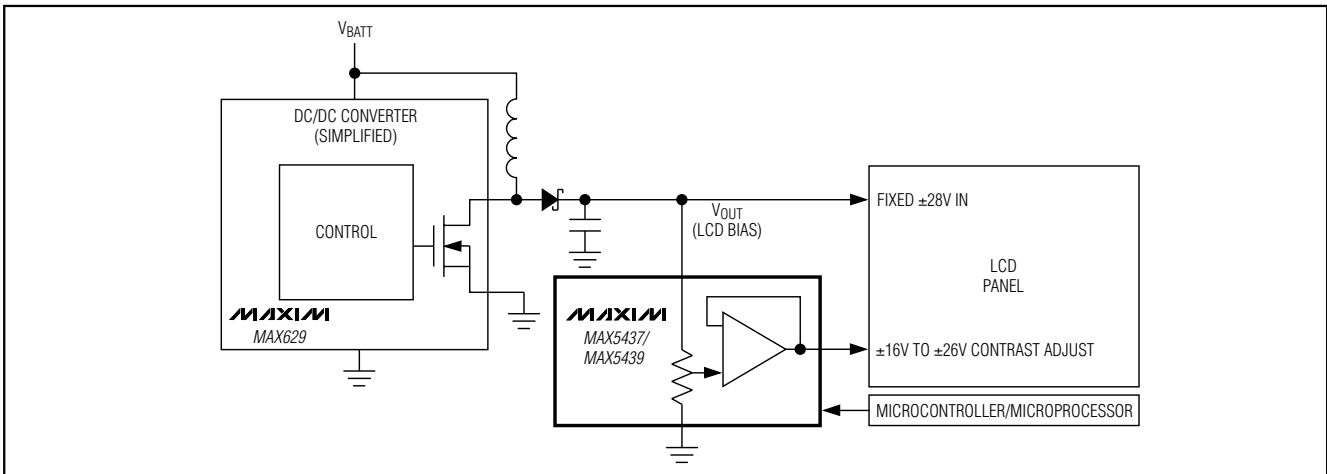 VBATT
DC/DC CONVERTER
(SIMPLIFIED)
CONTROL
MAXIM
MAX629
VOUT
(LCD BIAS)
MAXIM
MAX5437/
MAX5439
FIXED ±28V IN
LCD
PANEL
±16V TO ±26V CONTRAST ADJUST
MICROCONTROLLER/MICROPROCESSOR